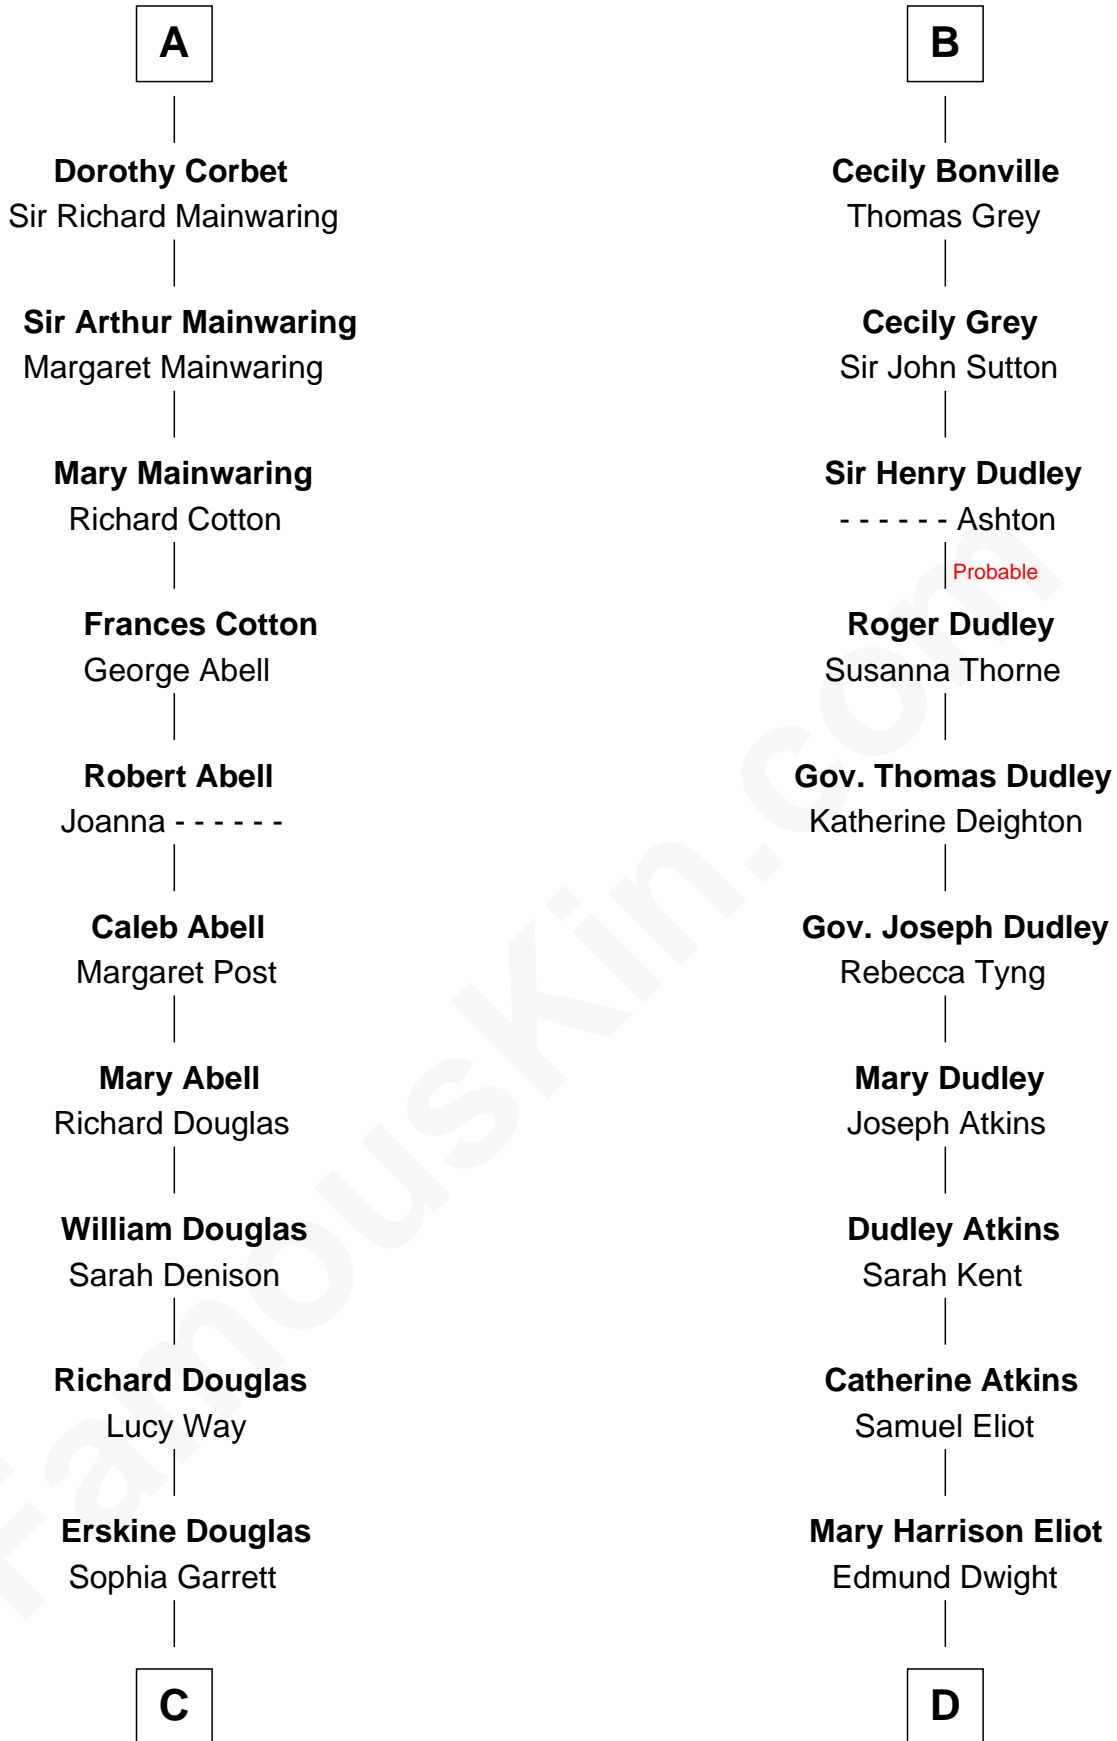 A
Dorothy Corbet
Sir Richard Mainwaring
Sir Arthur Mainwaring
Margaret Mainwaring
Mary Mainwaring
Richard Cotton
Frances Cotton
George Abell
Robert Abell
Joanna - - - - - -
Caleb Abell
Margaret Post
Mary Abell
Richard Douglas
William Douglas
Sarah Denison
Richard Douglas
Lucy Way
Erskine Douglas
Sophia Garrett
C
B
Cecily Bonville
Thomas Grey
Cecily Grey
Sir John Sutton
Sir Henry Dudley
- - - - - - Ashton
Probable
Roger Dudley
Susanna Thorne
Gov. Thomas Dudley
Katherine Deighton
Gov. Joseph Dudley
Rebecca Tyng
Mary Dudley
Joseph Atkins
Dudley Atkins
Sarah Kent
Catherine Atkins
Samuel Eliot
Mary Harrison Eliot
Edmund Dwight
D
FamousKin.com